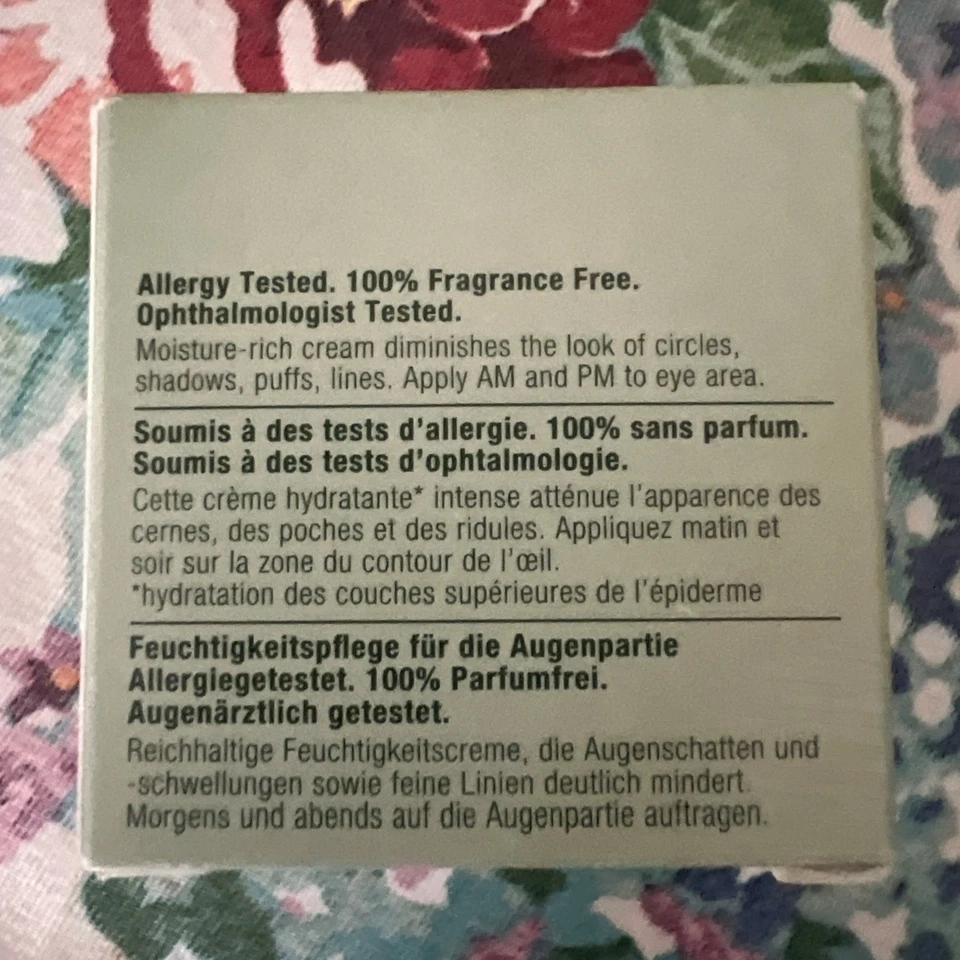 Allergy Tested. 100% Fragrance Free.
Ophthalmologist Tested.
Moisture-rich cream diminishes the look of circles,
shadows, puffs, lines. Apply AM and PM to eye area.
Soumis à des tests d'allergie. 100% sans parfum.
Soumis à des tests d'ophtalmologie.
Cette crème hydratante* intense atténue l'apparence des
cernes, des poches et des ridules. Appliquez matin et
soir sur la zone du contour de l'œil.
*hydratation des couches supérieures de l'épiderme
Feuchtigkeitspflege für die Augenpartie
Allergiegetestet. 100% Parfumfrei.
Augenärztlich getestet.
Reichhaltige Feuchtigkeitscreme, die Augenschatten und
-schwellungen sowie feine Linien deutlich mindert.
Morgens und abends auf die Augenpartie auftragen.